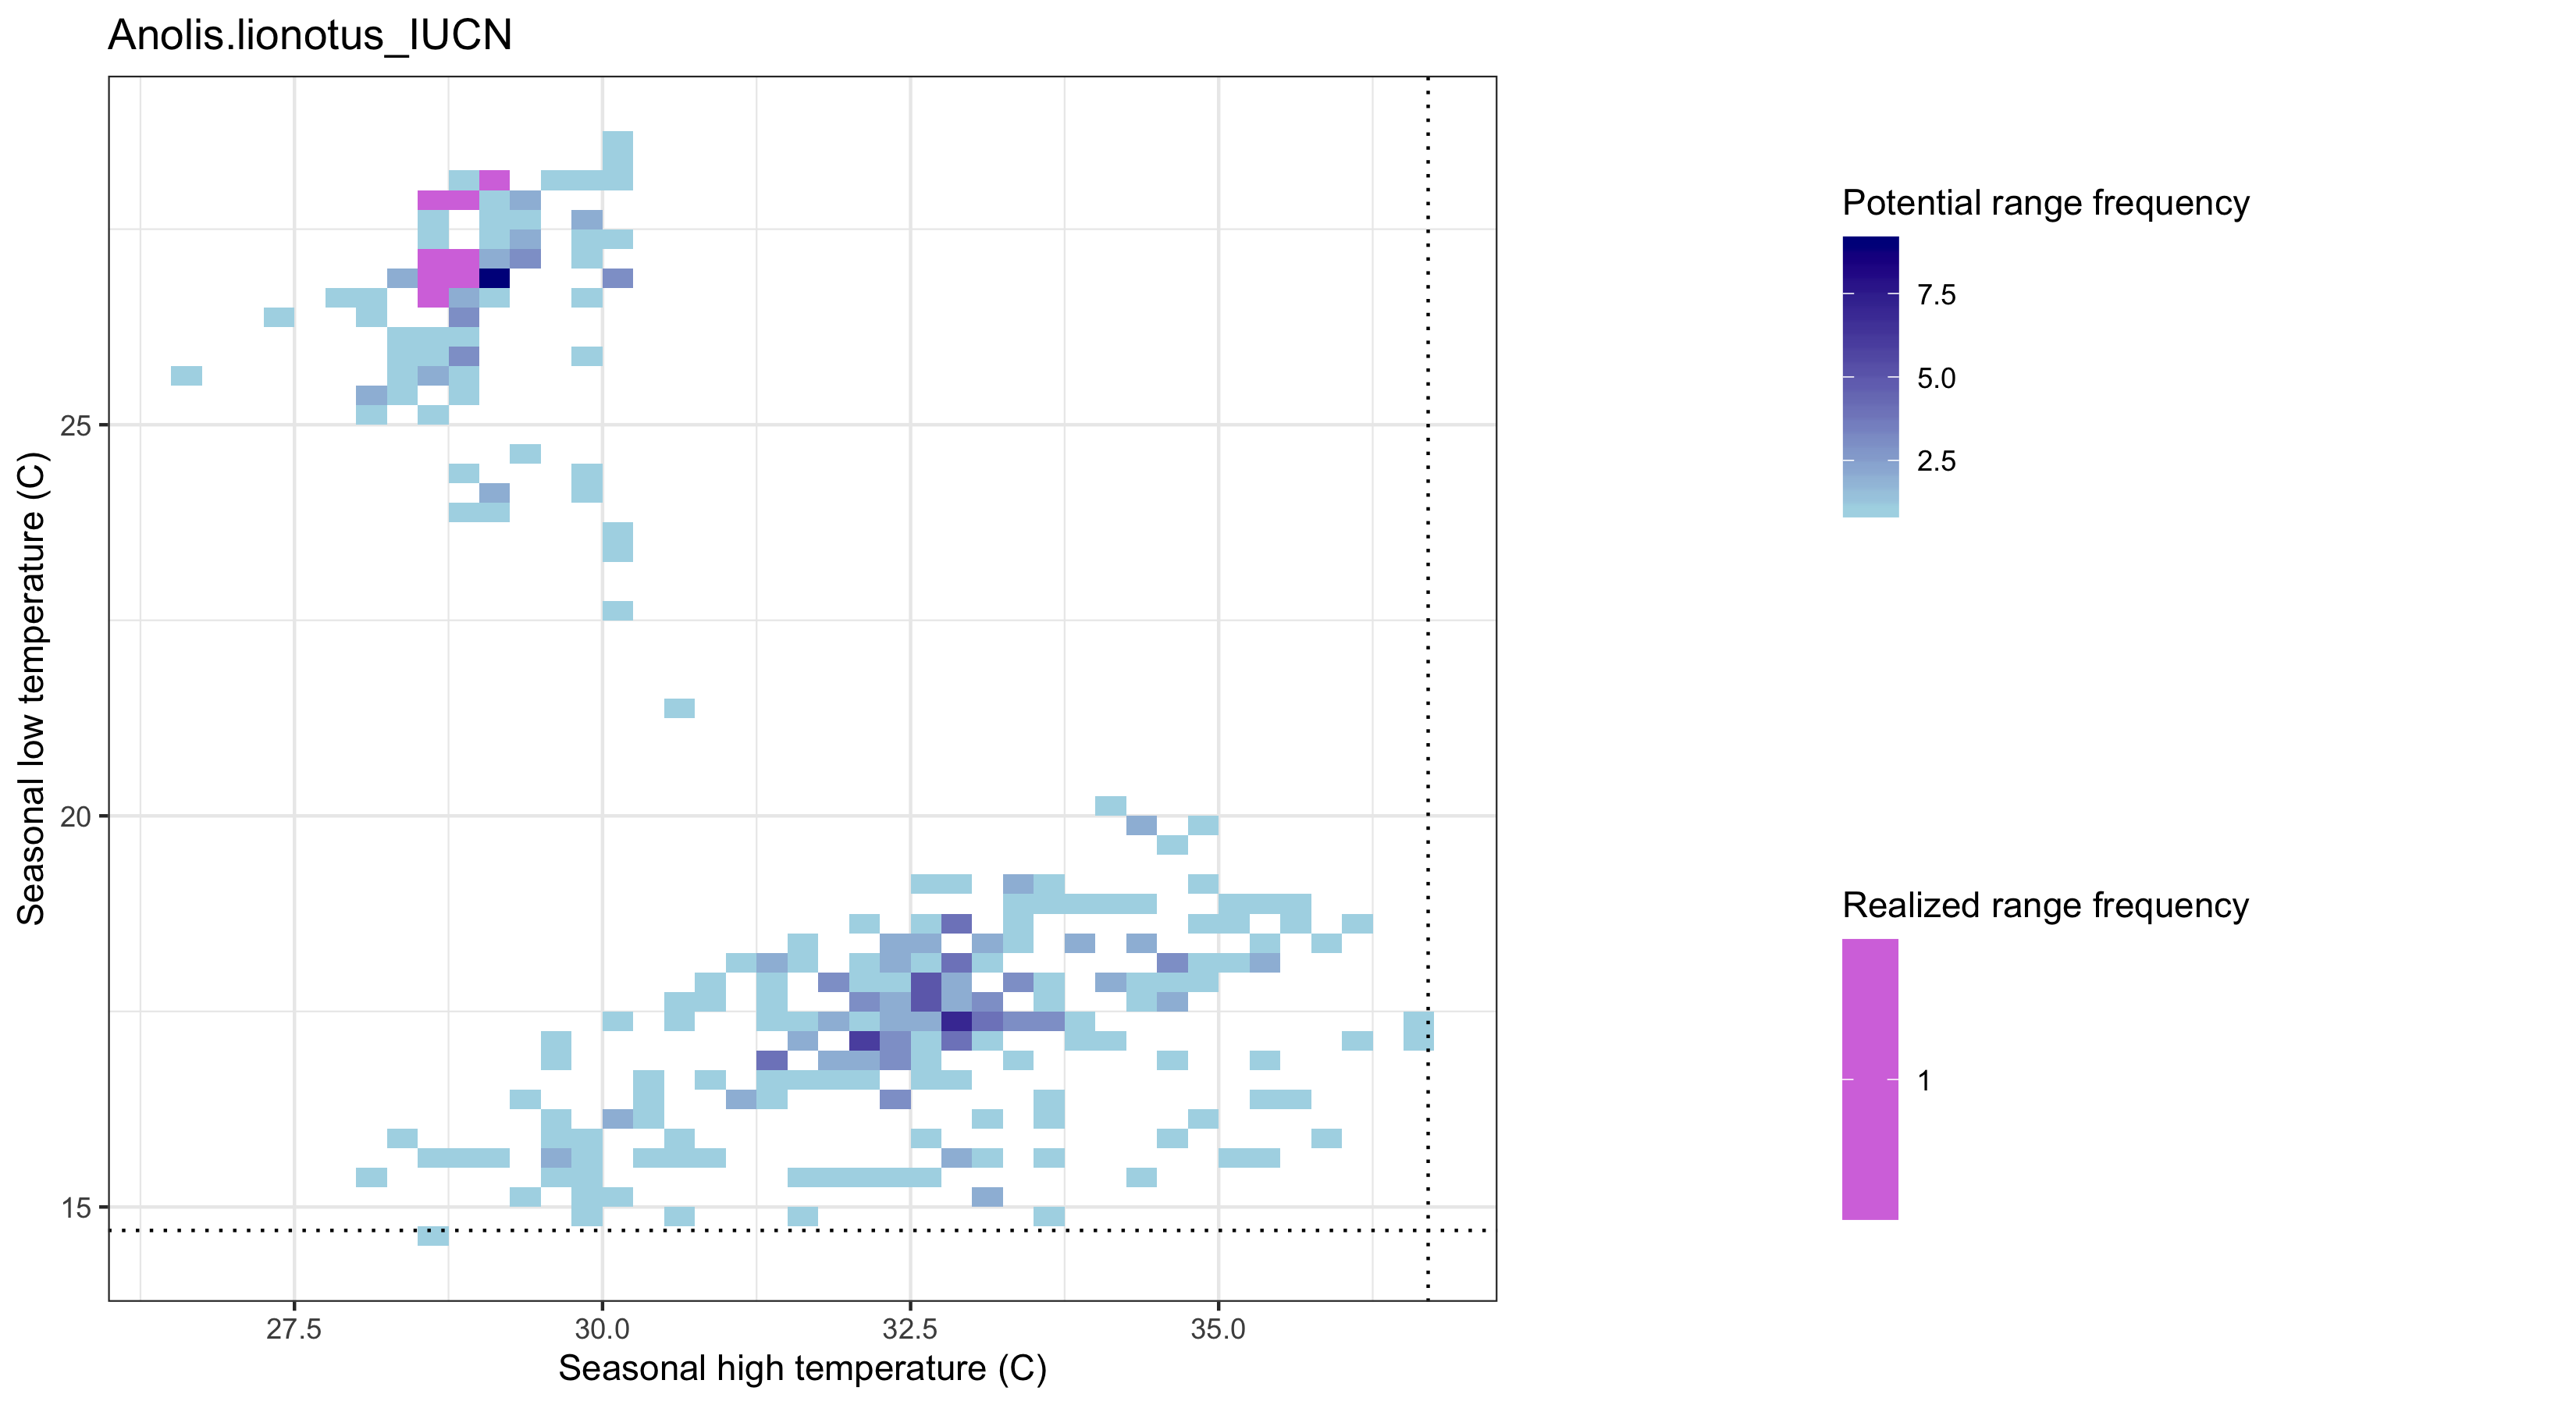 Anolis.lionotus_IUCN
Seasonal low temperature (C)
25
20
15
27.5
30.0
32.5
35.0
Seasonal high temperature (C)
Potential range frequency
7.5
5.0
2.5
Realized range frequency
1